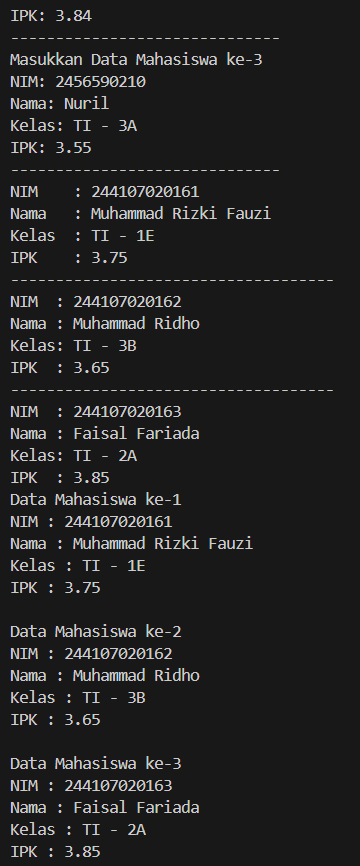 IPK: 3.84
------------------------------
Masukkan Data Mahasiswa ke-3
NIM: 2456590210
Nama: Nuril
Kelas: TI - 3A
IPK: 3.55
------------------------------
NIM    : 244107020161
Nama   : Muhammad Rizki Fauzi
Kelas  : TI - 1E
IPK    : 3.75
------------------------------------
NIM  : 244107020162
Nama : Muhammad Ridho
Kelas: TI - 3B
IPK  : 3.65
------------------------------------
NIM  : 244107020163
Nama : Faisal Fariada
Kelas: TI - 2A
IPK  : 3.85
Data Mahasiswa ke-1
NIM : 244107020161
Nama : Muhammad Rizki Fauzi
Kelas : TI - 1E
IPK : 3.75

Data Mahasiswa ke-2
NIM : 244107020162
Nama : Muhammad Ridho
Kelas : TI - 3B
IPK : 3.65

Data Mahasiswa ke-3
NIM : 244107020163
Nama : Faisal Fariada
Kelas : TI - 2A
IPK : 3.85